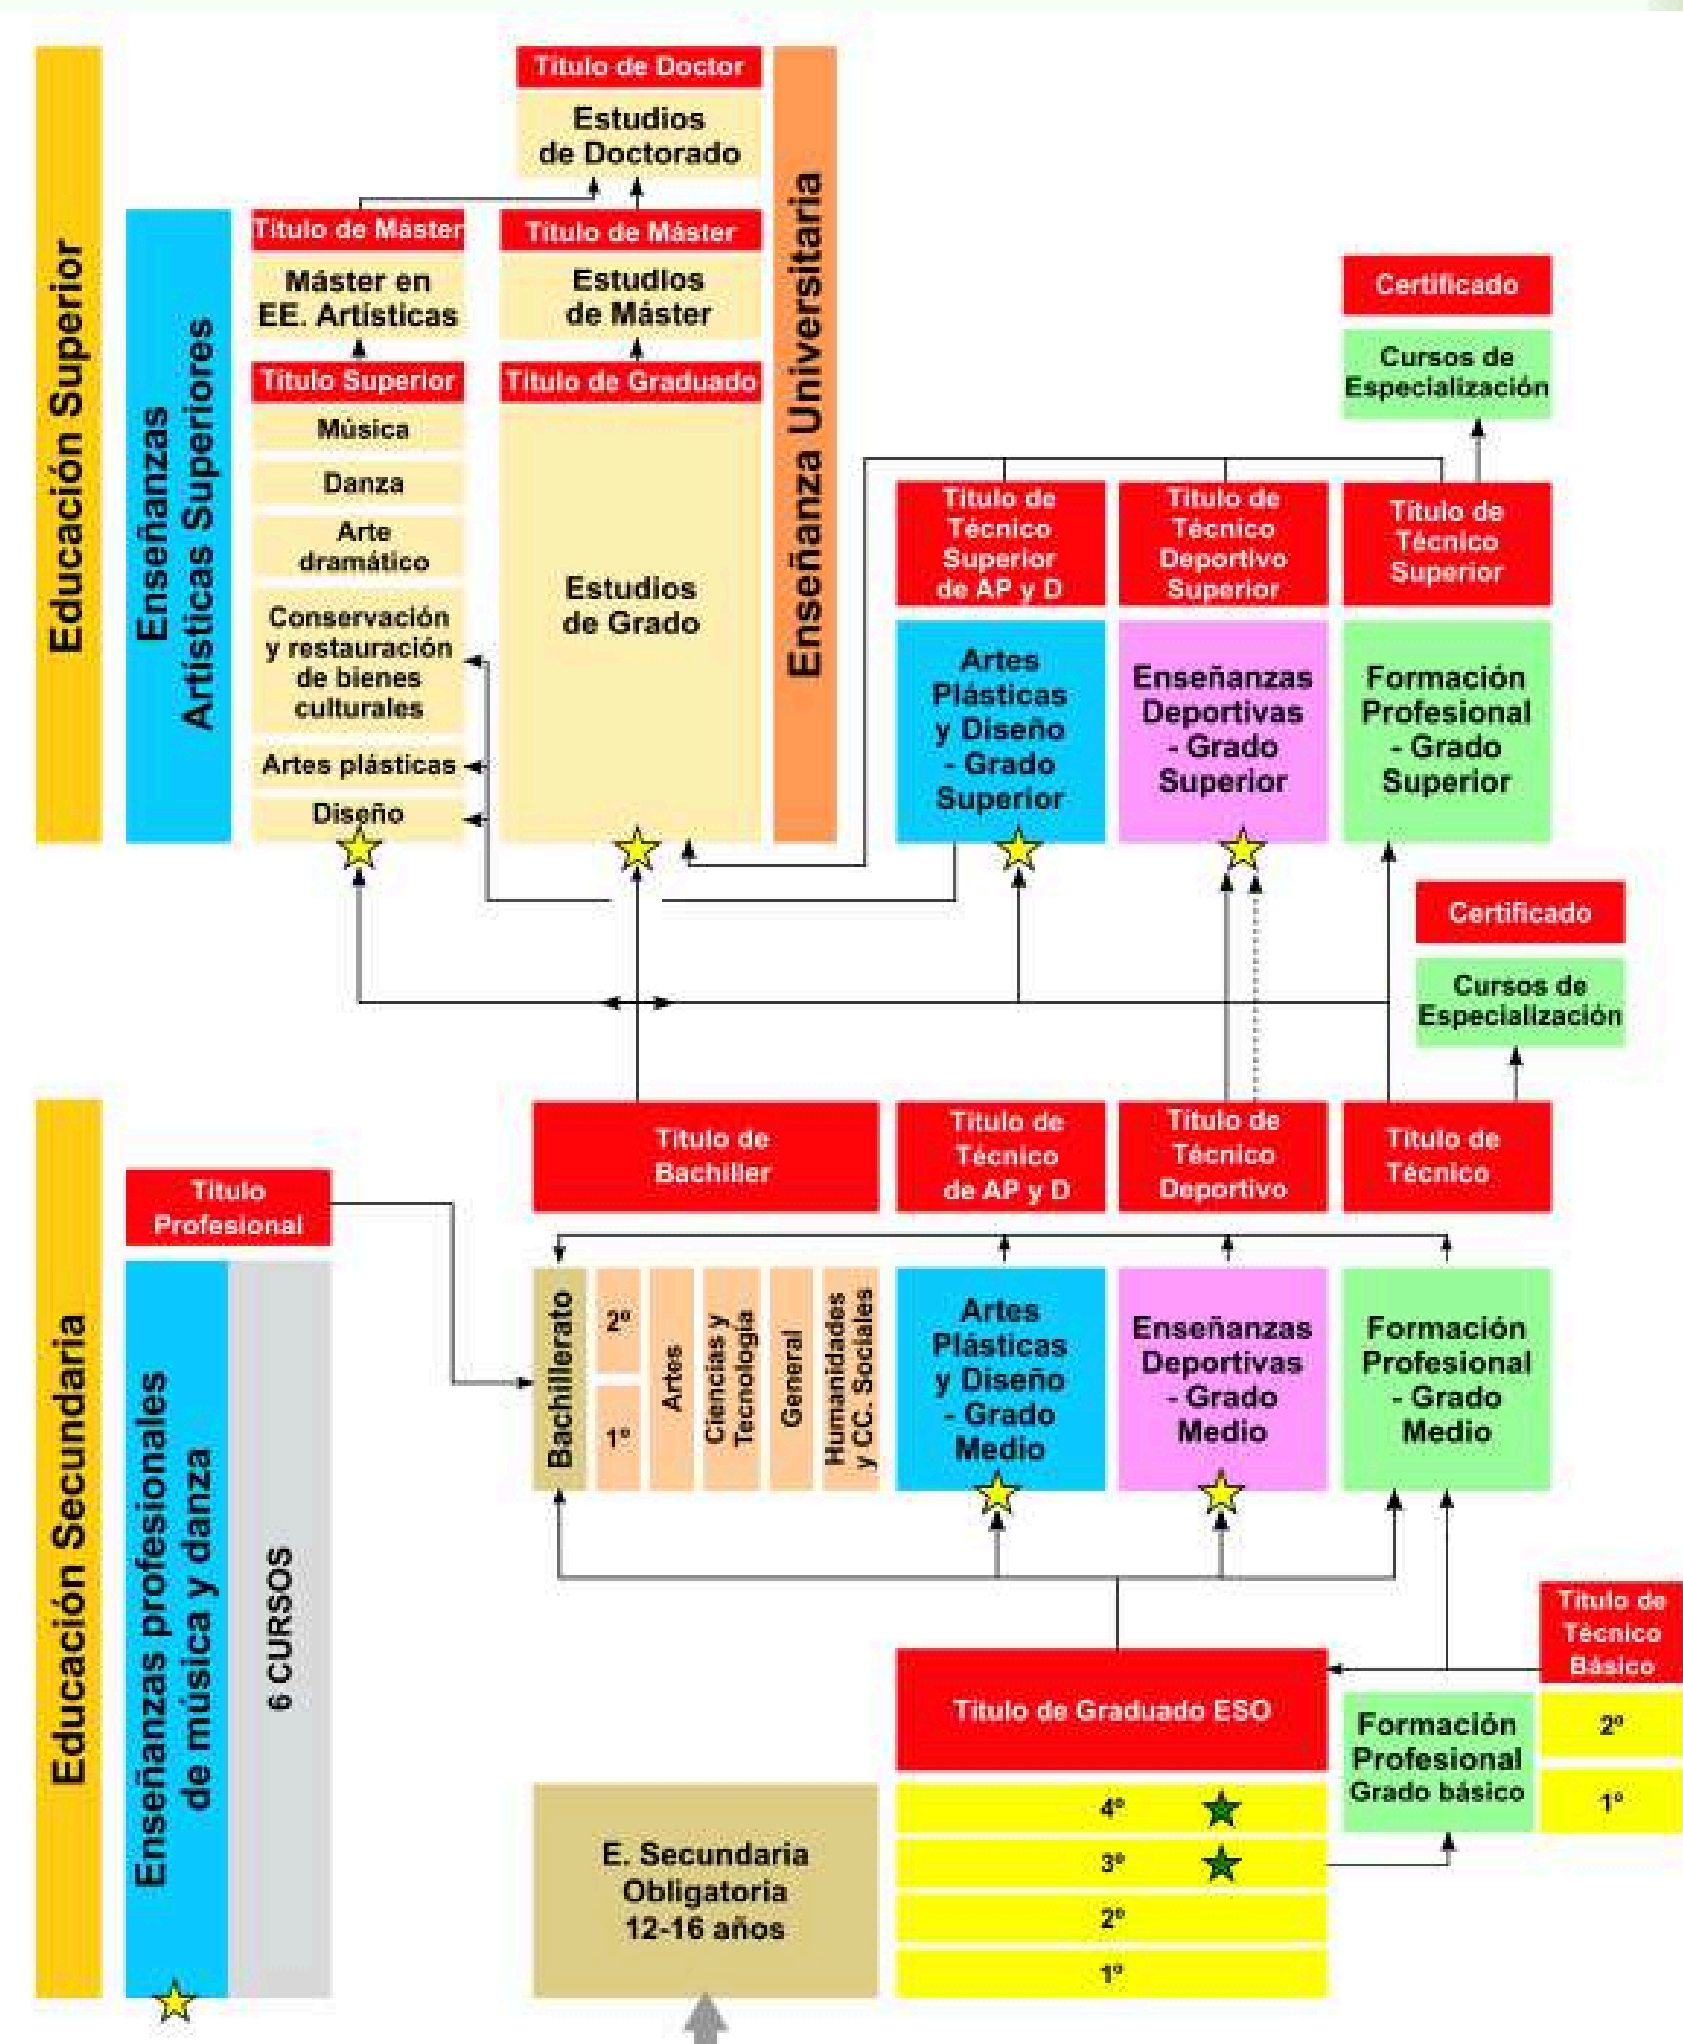 Educación Superior
Enseñanzas
Artísticas Superiores
Título de Doctor
Estudios
de Doctorado
Título de Máster
Máster en
EE. Artísticas
Título Superior
Música
Danza
Arte
dramático
Conservación
y restauración
de bienes
culturales
Artes plásticas
Diseño
Título de Máster
Estudios
de Máster
Título de Graduado
Estudios
de Grado
Enseñanza Universitaria
Certificado
Cursos de
Especialización
Título de
Técnico
Superior
de AP y D
Título de
Técnico
Deportivo
Superior
Título de
Técnico
Superior
Artes
Plásticas
y Diseño
- Grado
Superior
Enseñanzas
Deportivas
- Grado
Superior
Formación
Profesional
- Grado
Superior
Certificado
Cursos de
Especialización
Educación Secundaria
Título
Profesional
Enseñanzas profesionales
de música y danza
6 CURSOS
Título de
Bachiller
Título de
Técnico
de AP y D
Título de
Técnico
Deportivo
Título de
Técnico
Bachillerato
2º
1º
Artes
Ciencias y
Tecnología
General
Humanidades
y CC. Sociales
Artes
Plásticas
y Diseño
- Grado
Medio
Enseñanzas
Deportivas
- Grado
Medio
Formación
Profesional
- Grado
Medio
Título de Graduado ESO
Título de
Técnico
Básico
Formación
Profesional
Grado básico
2º
1º
E. Secundaria
Obligatoria
12-16 años
4º
3º
2º
1º